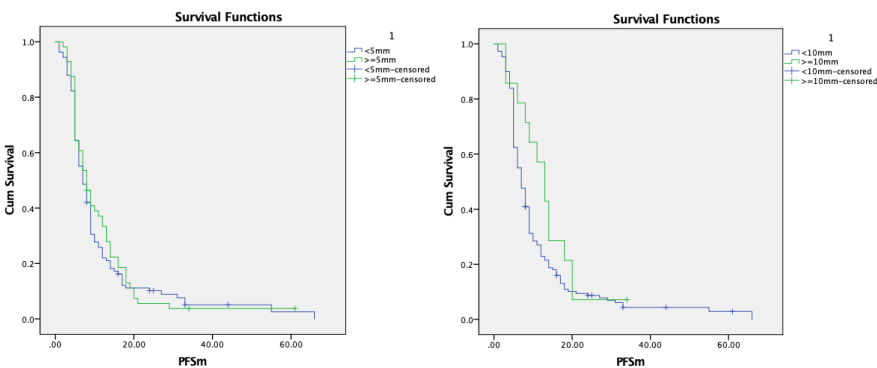 Survival Functions
1
<5mm
>=5mm
<5mm-censored
>=5mm-censored
Cum Survival
1.0
0.8
0.6
0.4
0.2
0.0
.00 20.00 40.00 60.00
PFSm
Survival Functions
1
<10mm
>=10mm
<10mm-censored
>=10mm-censored
Cum Survival
1.0
0.8
0.6
0.4
0.2
0.0
.00 20.00 40.00 60.00
PFSm